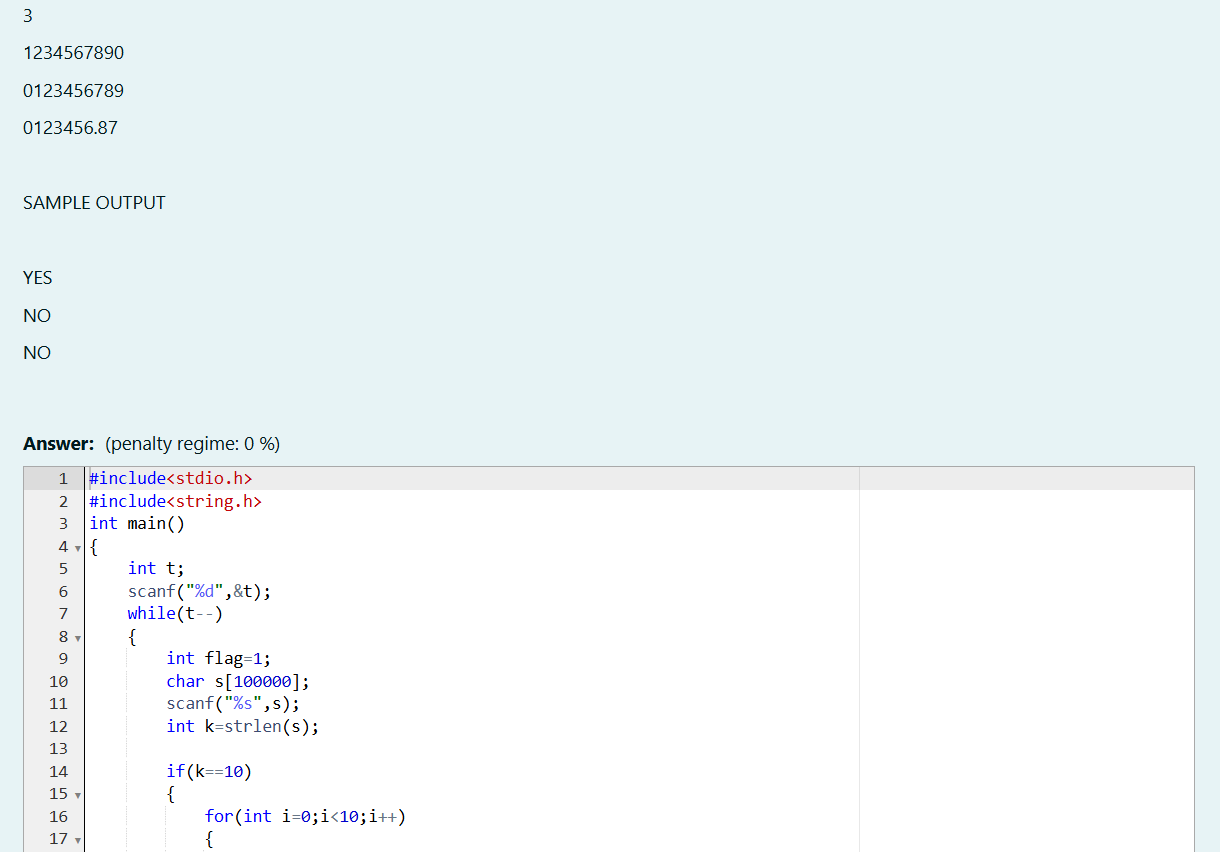 3
1234567890
0123456789
0123456.87
SAMPLE OUTPUT
YES
NO
NO
Answer: (penalty regime: 0 %)
1 #include<stdio.h>
2 #include<string.h>
3 int main()
4 {
5     int t;
6     scanf("%d",&t);
7     while(t--)
8     {
9         int flag=1;
10         char s[100000];
11         scanf("%s",s);
12         int k=strlen(s);
13
14         if(k==10)
15         {
16             for(int i=0;i<10;i++)
17             {